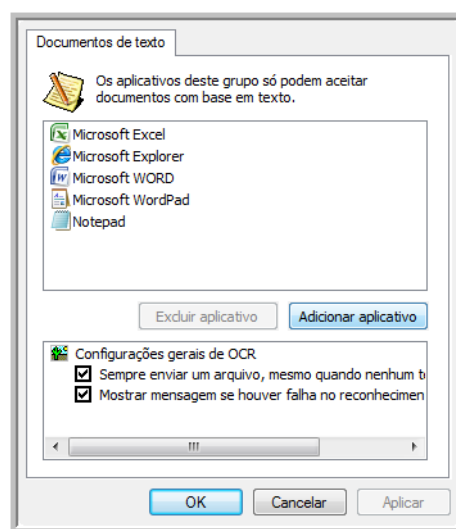 Documentos de texto
Os aplicativos deste grupo só podem aceitar
documentos com base em texto.
Microsoft Excel
Microsoft Explorer
Microsoft WORD
Microsoft WordPad
Notepad
Excluir aplicativo
Adicionar aplicativo
Configurações gerais de OCR
Sempre enviar um arquivo, mesmo quando nenhum
Mostrar mensagem se houver falha no
OK
Cancelar
Aplicar